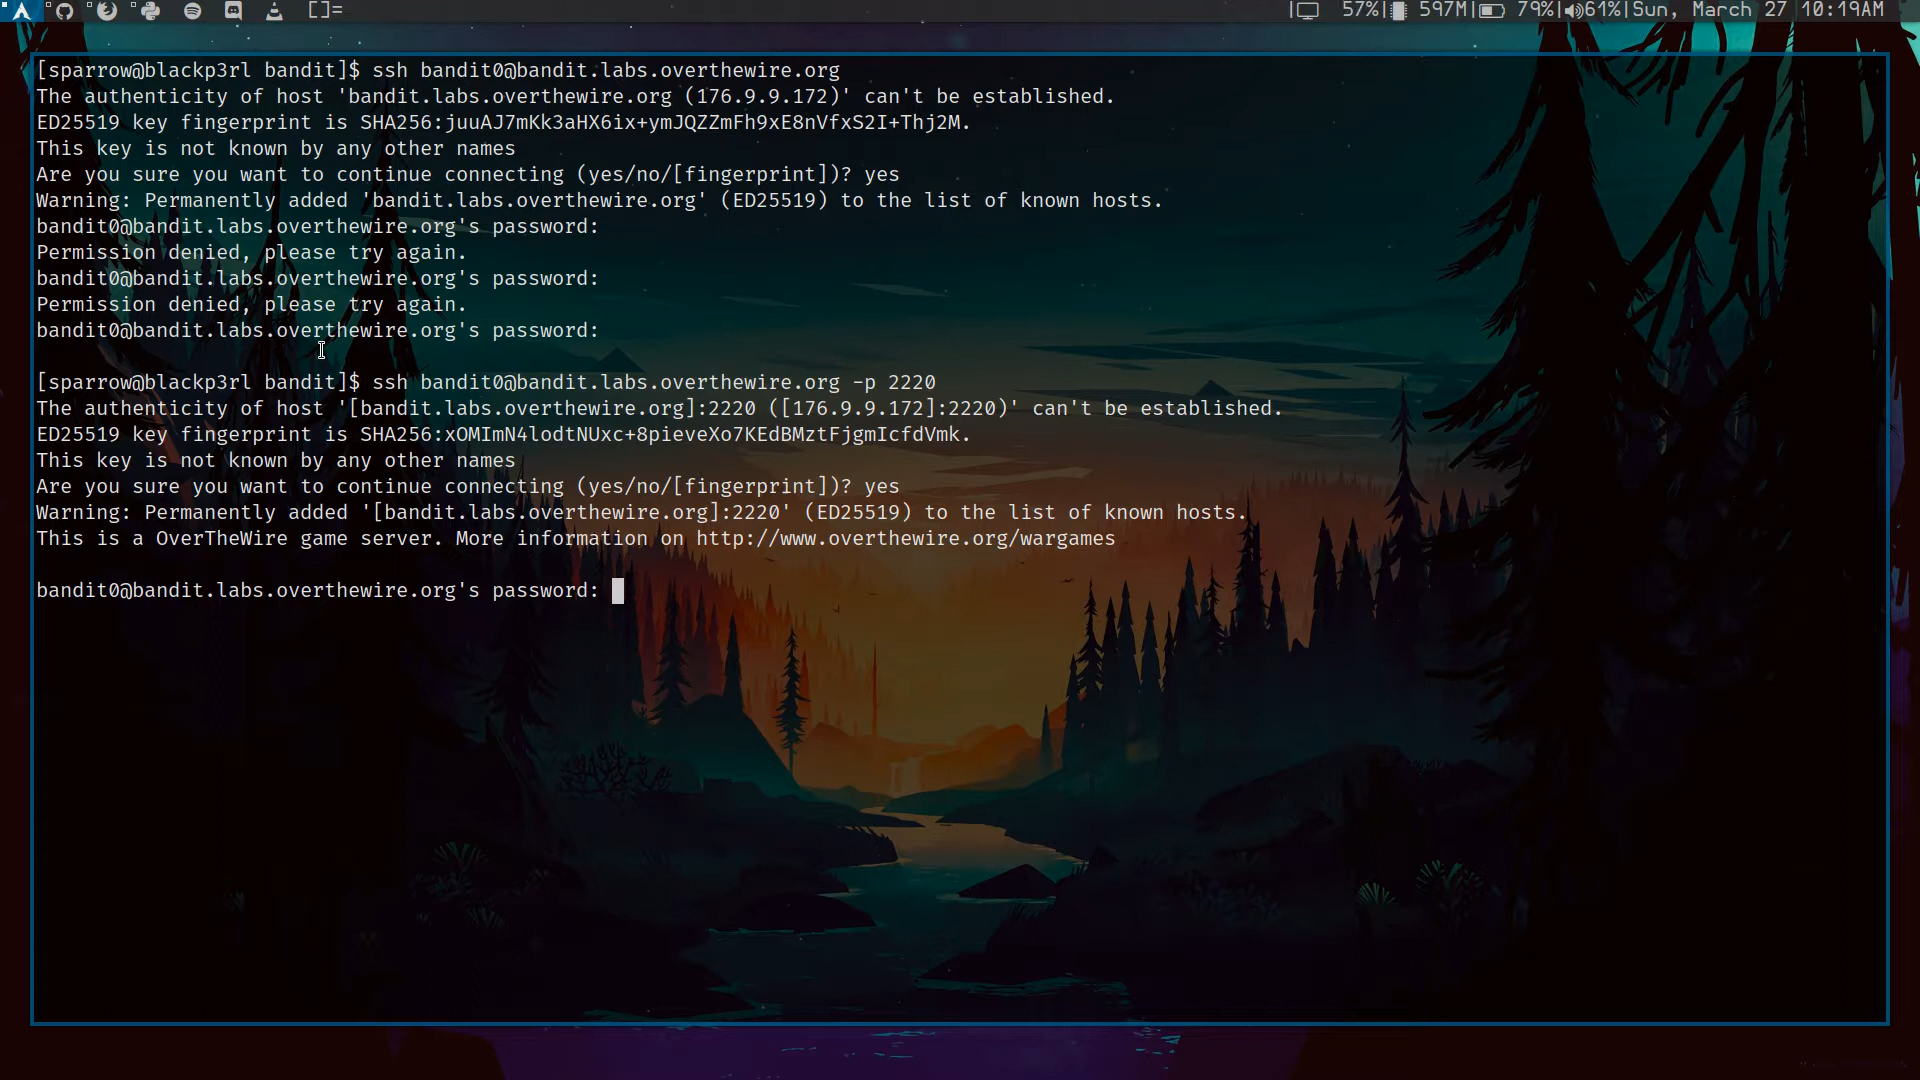 []= | 57%| 597M| 79%| 61%|Sun, March 27 |10:19AM
[sparrow@blackp3rl bandit]$ ssh bandit0@bandit.labs.overthewire.org
The authenticity of host 'bandit.labs.overthewire.org (176.9.9.172)' can't be established.
ED25519 key fingerprint is SHA256:juuAJ7mKk3aHX6ix+ymJQZZmFh9xE8nVfxS2I+Thj2M.
This key is not known by any other names
Are you sure you want to continue connecting (yes/no/[fingerprint])? yes
Warning: Permanently added 'bandit.labs.overthewire.org' (ED25519) to the list of known hosts.
bandit0@bandit.labs.overthewire.org's password:
Permission denied, please try again.
bandit0@bandit.labs.overthewire.org's password:
Permission denied, please try again.
bandit0@bandit.labs.overthewire.org's password:
[sparrow@blackp3rl bandit]$ ssh bandit0@bandit.labs.overthewire.org -p 2220
The authenticity of host '[bandit.labs.overthewire.org]:2220 ([176.9.9.172]:2220)' can't be established.
ED25519 key fingerprint is SHA256:xOMImN4lodtNUxc+8pieveXo7KEdBMztFjgmIcfdVmk.
This key is not known by any other names
Are you sure you want to continue connecting (yes/no/[fingerprint])? yes
Warning: Permanently added '[bandit.labs.overthewire.org]:2220' (ED25519) to the list of known hosts.
This is a OverTheWire game server. More information on http://www.overthewire.org/wargames
bandit0@bandit.labs.overthewire.org's password: